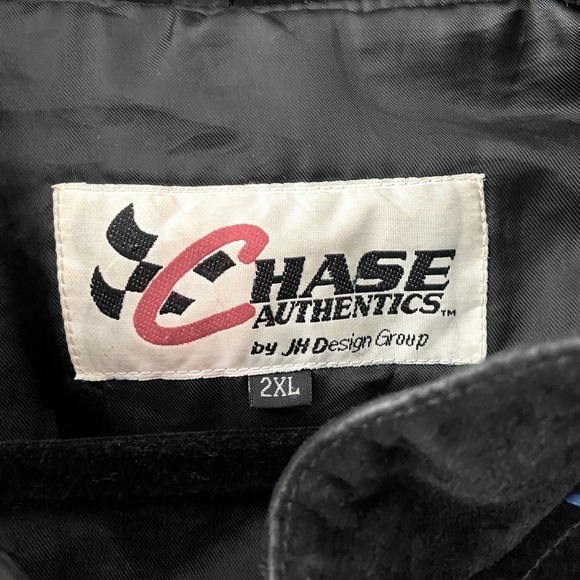 CHASE
AUTHENTICS™
by JH Design Group
2XL